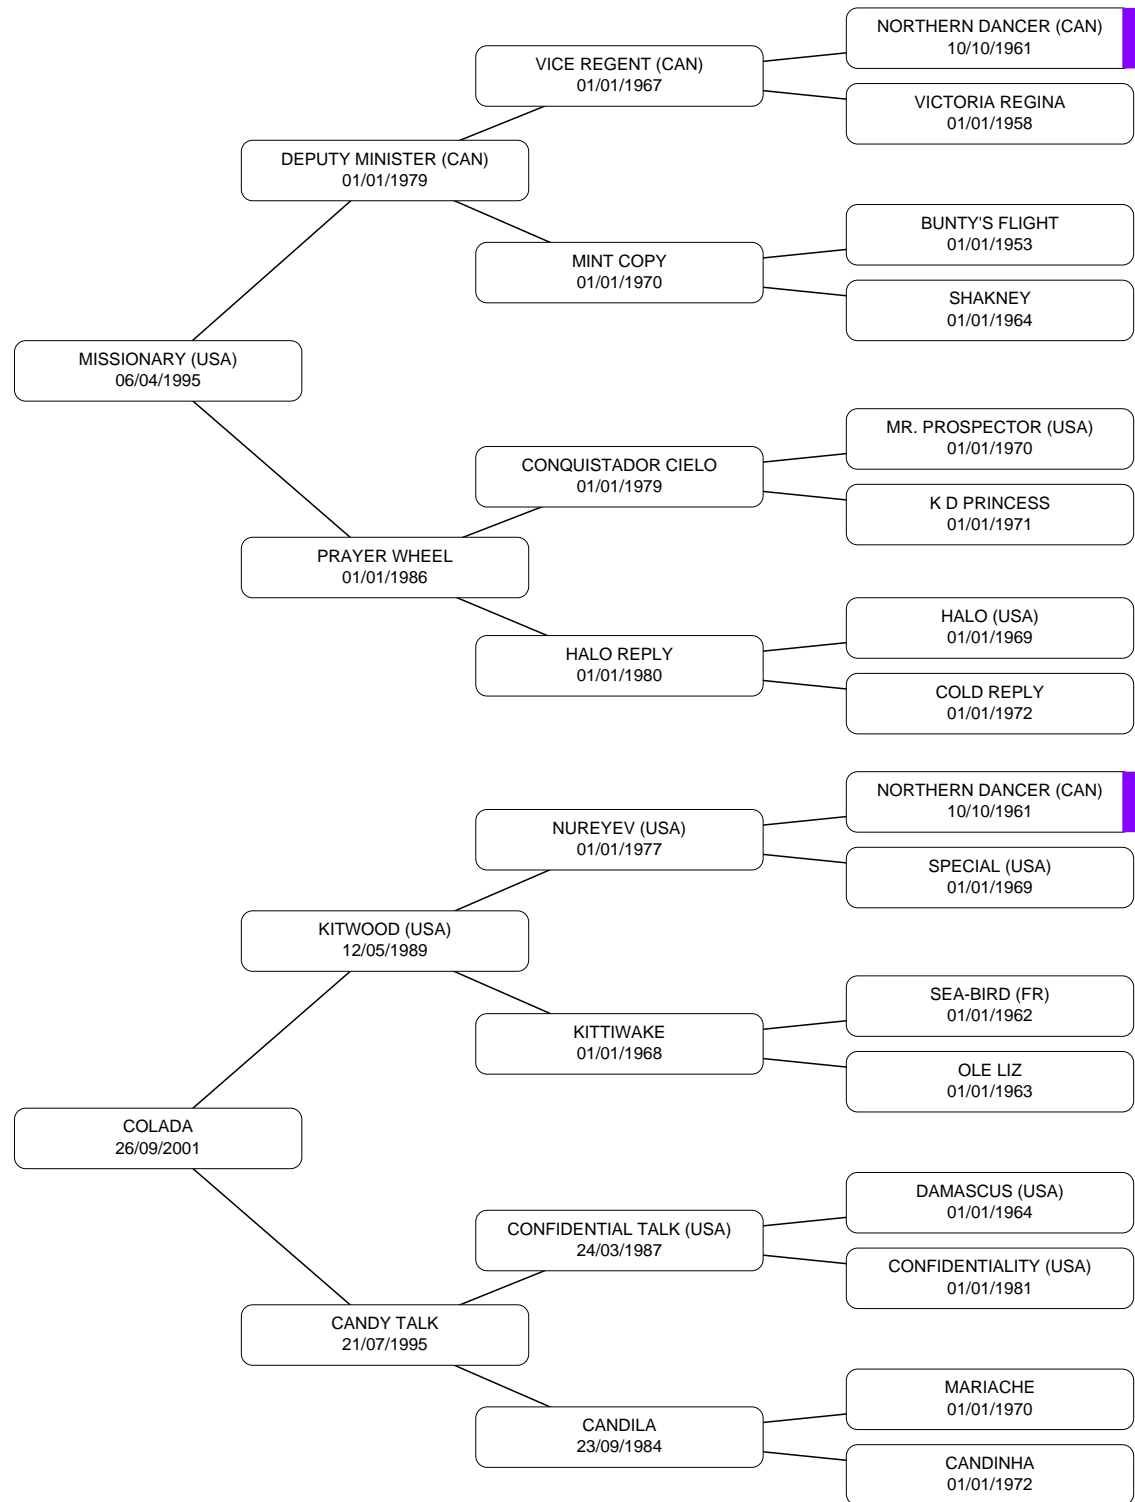 NORTHERN DANCER (CAN)
10/10/1961
VICE REGENT (CAN)
01/01/1967
VICTORIA REGINA
01/01/1958
DEPUTY MINISTER (CAN)
01/01/1979
BUNTY'S FLIGHT
01/01/1953
MINT COPY
01/01/1970
SHAKNEY
01/01/1964
MISSIONARY (USA)
06/04/1995
MR. PROSPECTOR (USA)
01/01/1970
CONQUISTADOR CIELO
01/01/1979
K D PRINCESS
01/01/1971
PRAYER WHEEL
01/01/1986
HALO (USA)
01/01/1969
HALO REPLY
01/01/1980
COLD REPLY
01/01/1972
NORTHERN DANCER (CAN)
10/10/1961
NUREYEV (USA)
01/01/1977
SPECIAL (USA)
01/01/1969
KITWOOD (USA)
12/05/1989
SEA-BIRD (FR)
01/01/1962
KITTIWAKE
01/01/1968
OLE LIZ
01/01/1963
COLADA
26/09/2001
DAMASCUS (USA)
01/01/1964
CONFIDENTIAL TALK (USA)
24/03/1987
CONFIDENTIALITY (USA)
01/01/1981
CANDY TALK
21/07/1995
MARIACHE
01/01/1970
CANDILA
23/09/1984
CANDINHA
01/01/1972